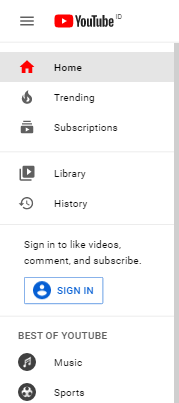 YouTube ID
Home
Trending
Subscriptions
Library
History
Sign in to like videos,
comment, and subscribe.
SIGN IN
BEST OF YOUTUBE
Music
Sports